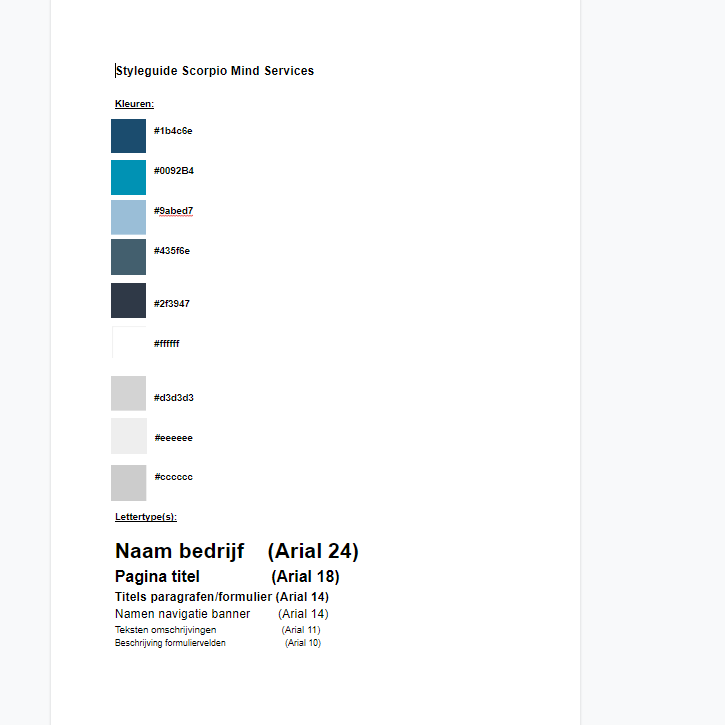 Styleguide Scorpio Mind Services
Kleuren:
#1b4c6e
#0092B4
#9abed7
#435f6e
#2f3947
#ffffff
#d3d3d3
#eeeeee
#cccccc
Lettertype(s):
Naam bedrijf (Arial 24)
Pagina titel (Arial 18)
Titels paragrafen/formulier (Arial 14)
Namen navigatie banner (Arial 14)
Teksten omschrijvingen (Arial 11)
Beschrijving formuliervelden (Arial 10)